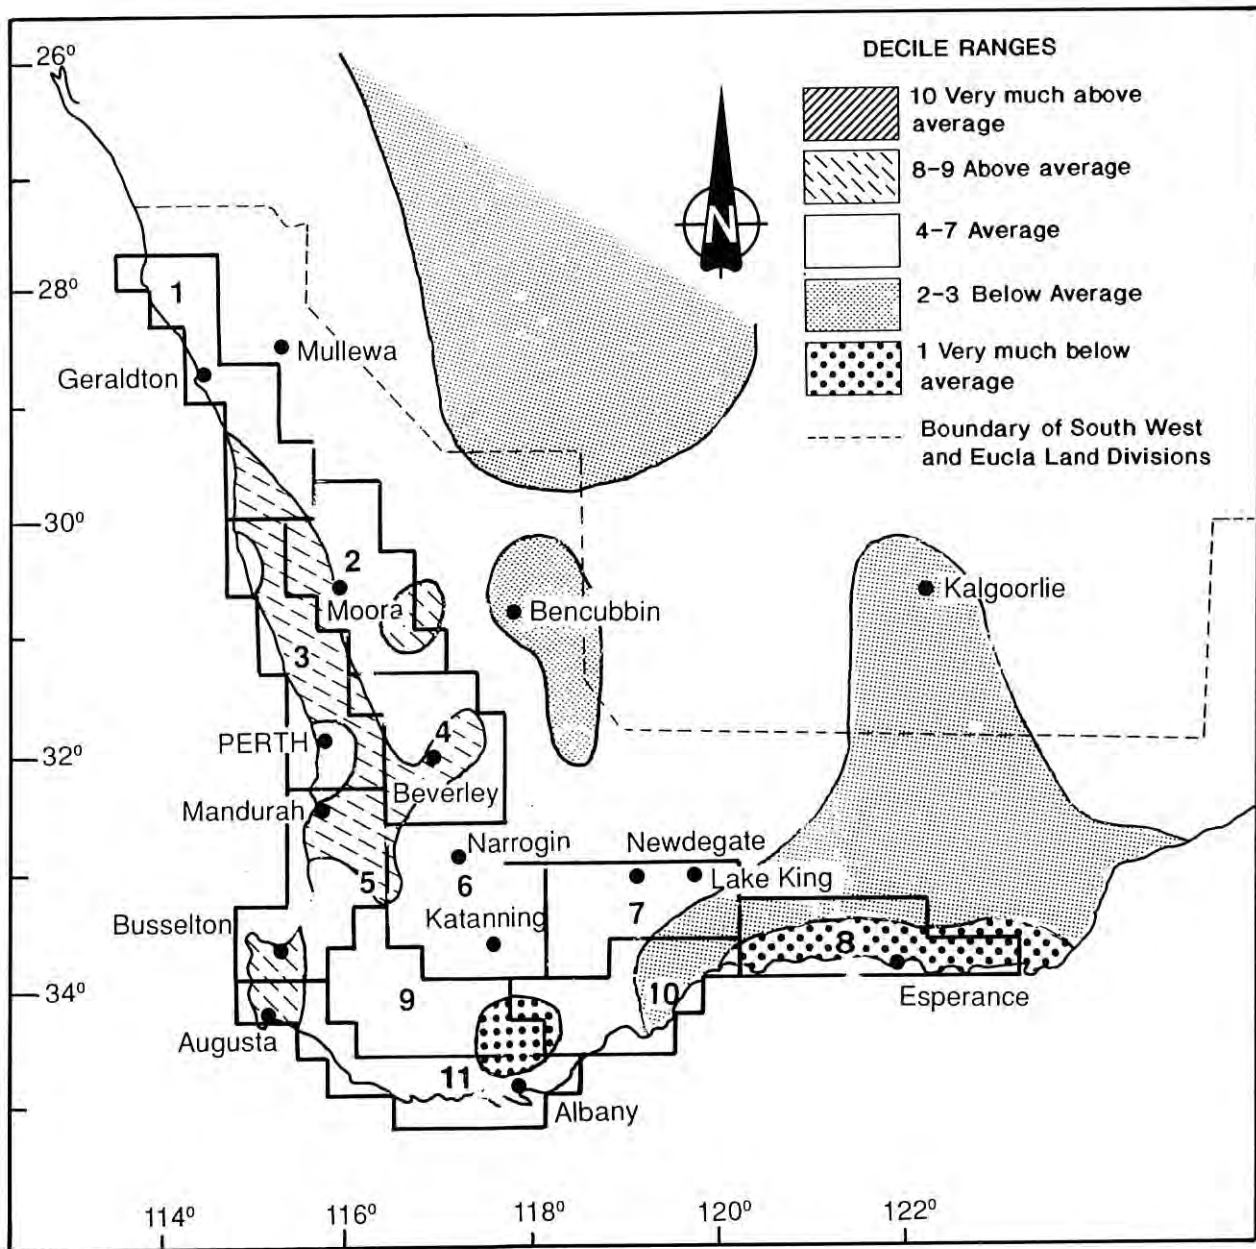 DECILE RANGES
10 Very much above
average
8-9 Above average
4-7 Average
2-3 Below Average
1 Very much below
average
Boundary of South West
and Eucla Land Divisions
N
26°
28°
30°
32°
34°
114°
116°
118°
120°
122°
1
Mullewa
Geraldton
2
Moora
Bencubbin
Kalgoorlie
3
4
PERTH
Beverley
Mandurah
Narrogin
Newdegate
5
6
Lake King
Busselton
Katanning
7
8
9
10
Esperance
Augusta
11
Albany